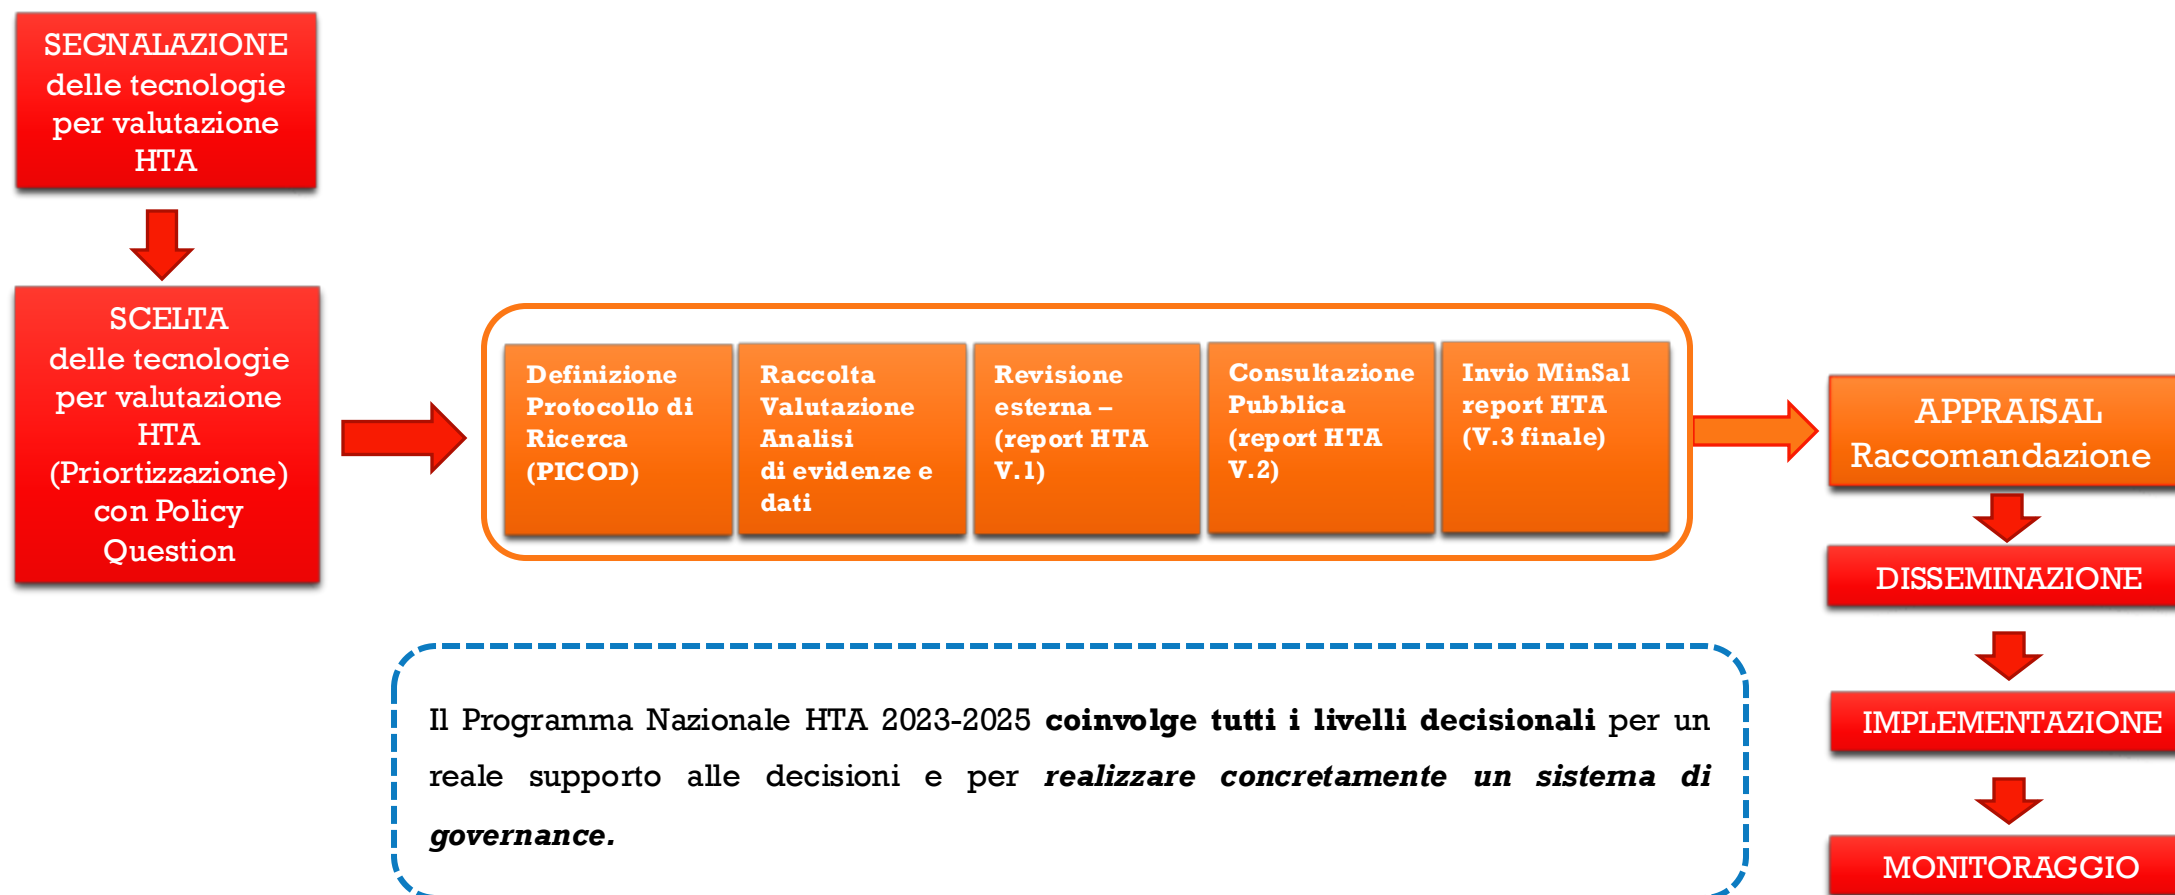 SEGNALAZIONE
delle tecnologie
per valutazione
HTA
SCELTA
delle tecnologie
per valutazione
HTA
(Priortizzazione)
con Policy
Question
Definizione
Protocollo di
Ricerca
(PICOD)
Raccolta
Valutazione
Analisi
di evidenze e
dati
Revisione
esterna –
(report HTA
V.1)
Consultazione
Pubblica
(report HTA
V.2)
Invio MinSal
report HTA
(V.3 finale)
APPRAISAL
Raccomandazione
DISSEMINAZIONE
IMPLEMENTAZIONE
MONITORAGGIO
Il Programma Nazionale HTA 2023-2025 coinvolge tutti i livelli decisionali per un
reale supporto alle decisioni e per realizzare concretamente un sistema di
governance.